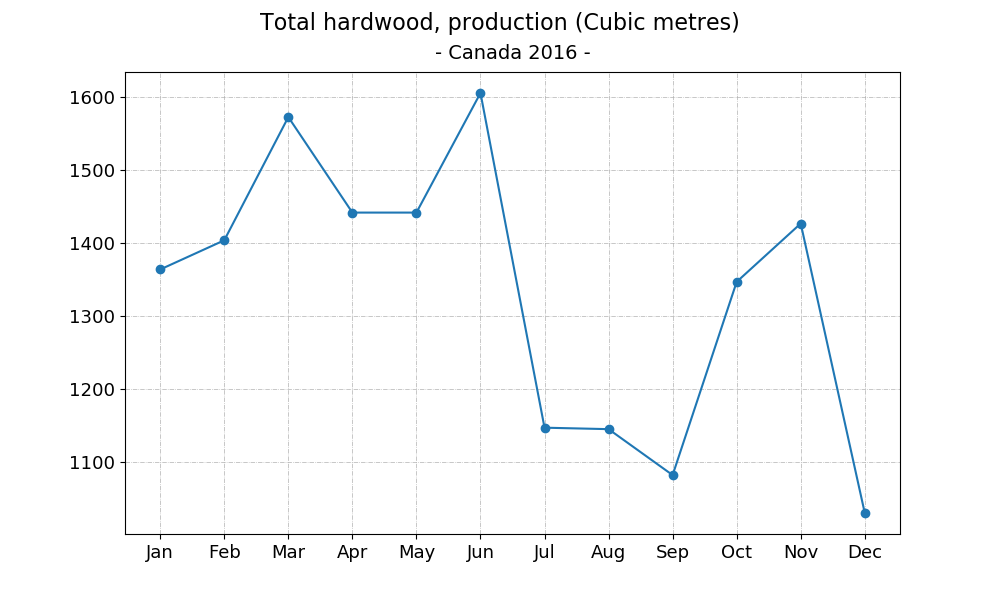 Total hardwood, production (Cubic metres)
- Canada 2016 -
1600
1500
1400
1300
1200
1100
Jan Feb Mar Apr May Jun Jul Aug Sep Oct Nov Dec